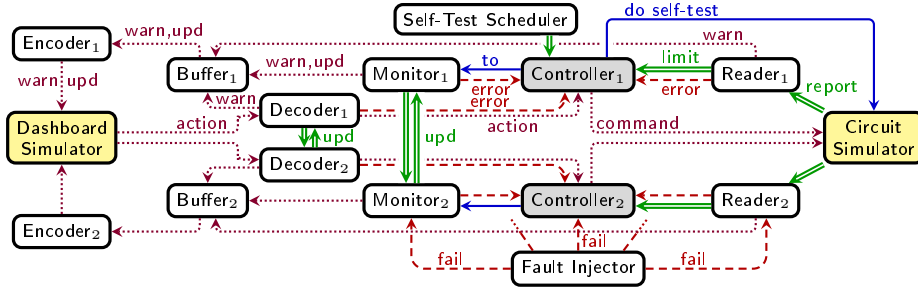 Self-Test Scheduler
do self-test
Encoder₁
warn,upd
warn
warn,upd
to
limit
Buffer₁
Monitor₁
Controller₁
Reader₁
warn,upd
error
error
report
warn
error
Decoder₁
Dashboard
Simulator
action
action
command
Circuit
Simulator
upd
upd
Decoder₂
Buffer₂
Monitor₂
Controller₂
Reader₂
Encoder₂
fail
fail
fail
Fault Injector